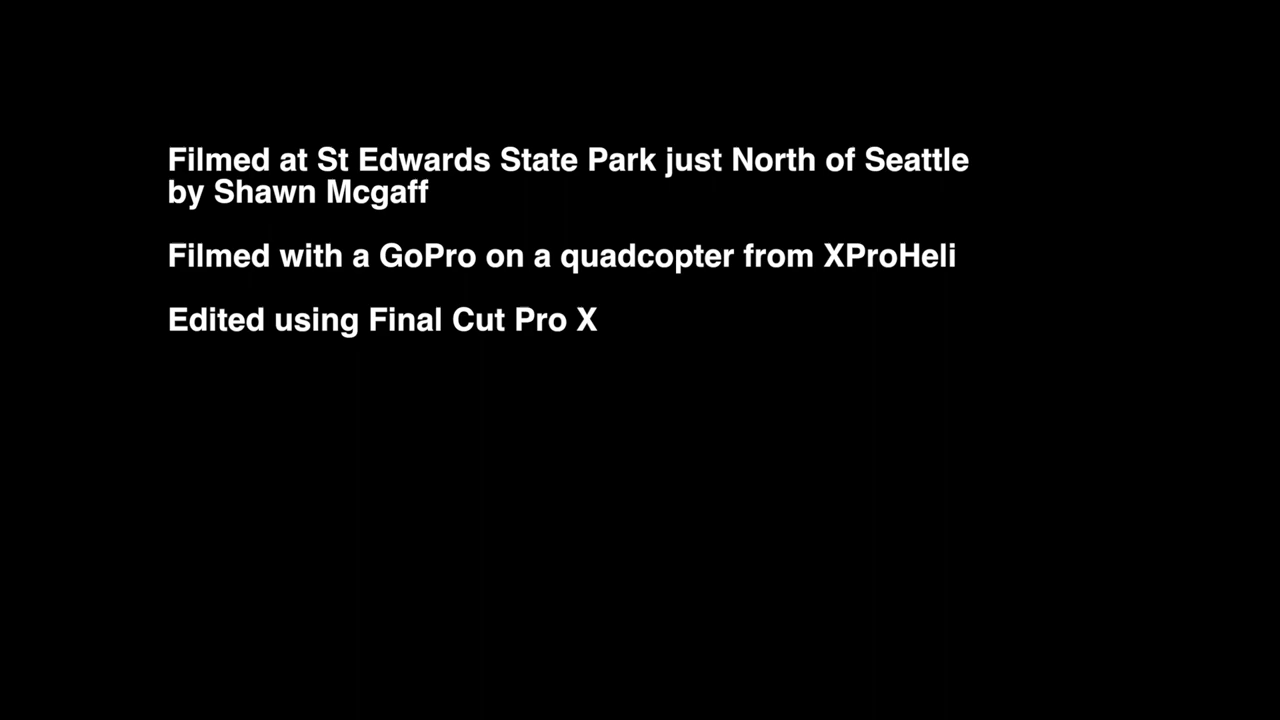 Filmed at St Edwards State Park just North of Seattle
by Shawn Mcgaff
Filmed with a GoPro on a quadcopter from XProHeli
Edited using Final Cut Pro X